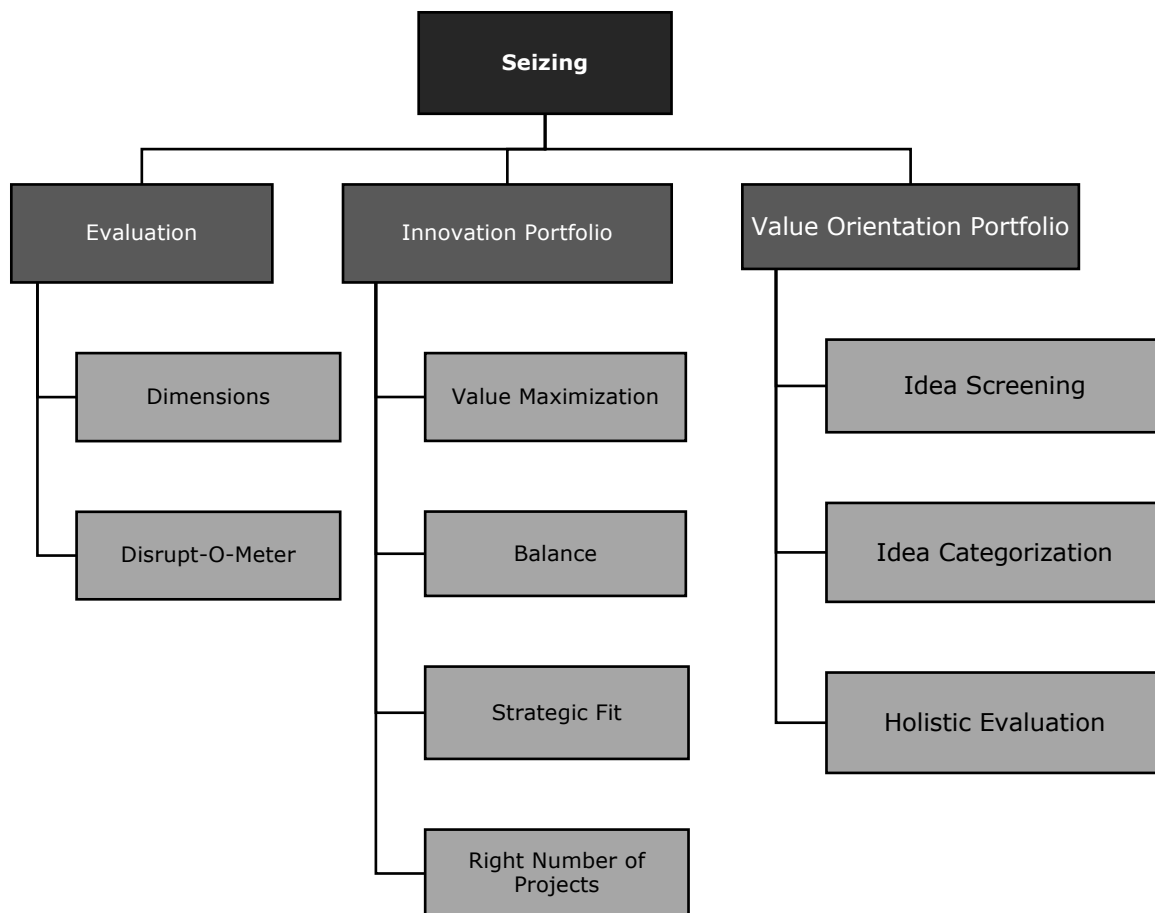 Seizing
Evaluation
Innovation Portfolio
Value Orientation Portfolio
Dimensions
Disrupt-O-Meter
Value Maximization
Balance
Strategic Fit
Right Number of
Projects
Idea Screening
Idea Categorization
Holistic Evaluation